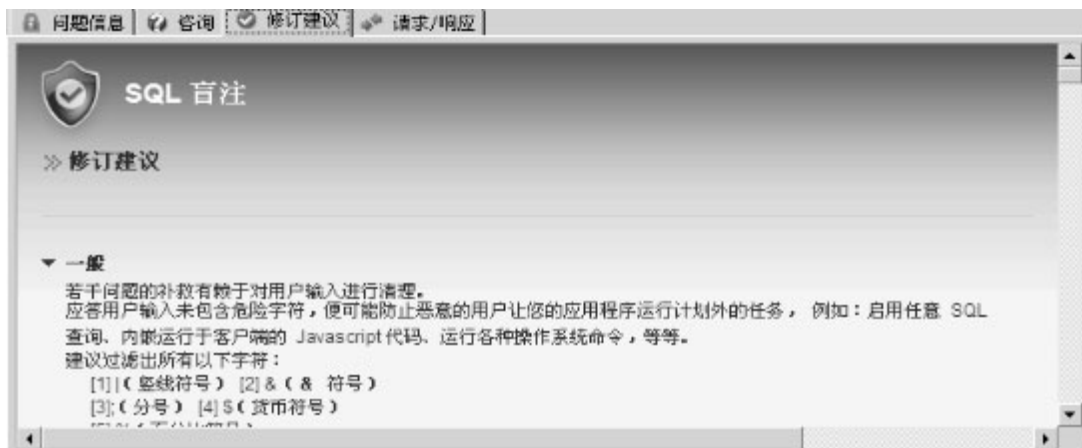 问题信息 咨询 修订建议 请求/响应
SQL 盲注
>> 修订建议
一般
若干问题的补救有赖于对用户输入进行清理。
应答用户输入未包含危险字符，便可能防止恶意的用户让您的应用程序运行计划外的任务， 例如：启用任意 SQL
查询、内嵌运行于客户端的 Javascript 代码、运行各种操作系统命令，等等。
建议过滤出所有以下字符：
[1] |（竖线符号） [2] &（& 符号）
[3];（分号） [4] $（货币符号）